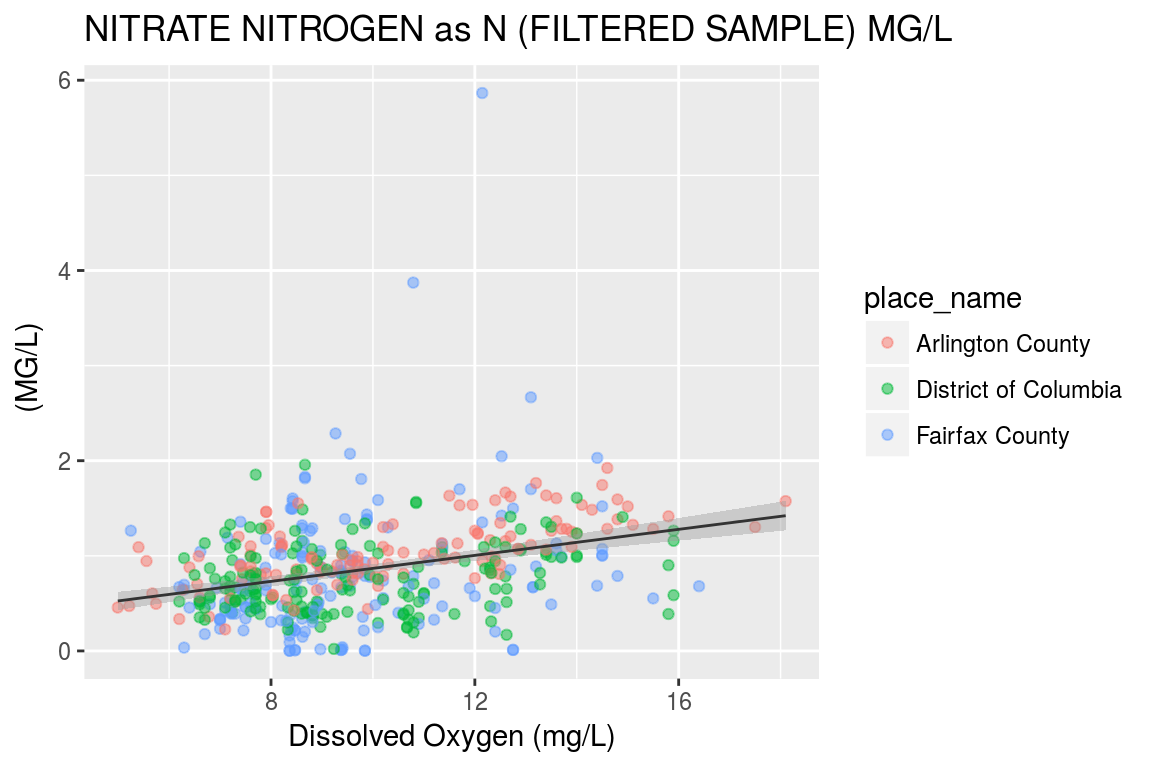 NITRATE NITROGEN as N (FILTERED SAMPLE) MG/L
6
4
2
0
(MG/L)
8 12 16
Dissolved Oxygen (mg/L)
place_name
Arlington County
District of Columbia
Fairfax County